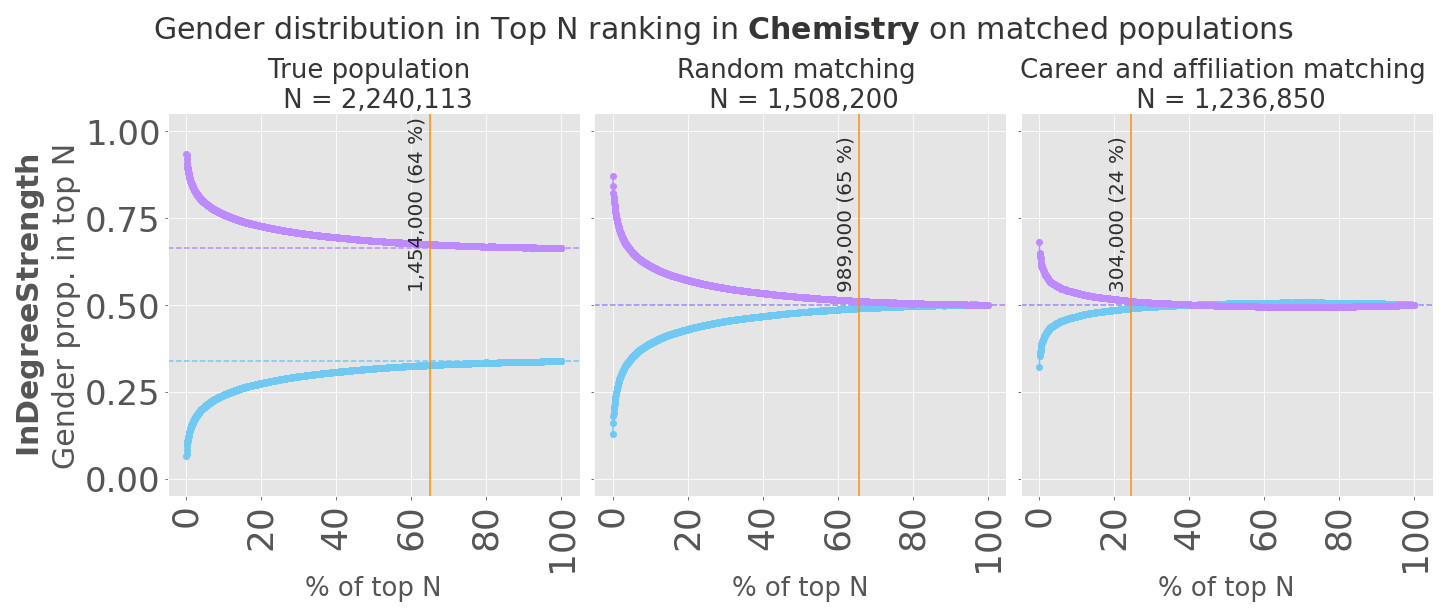 Gender distribution in Top N ranking in Chemistry on matched populations
True population
N = 2,240,113
Random matching
N = 1,508,200
Career and affiliation matching
N = 1,236,850
InDegreeStrength
Gender prop. in top N
1.00
0.75
0.50
0.25
0.00
1,454,000 (64 %)
989,000 (65 %)
304,000 (24 %)
0 20 40 60 80 100
0 20 40 60 80 100
0 20 40 60 80 100
% of top N
% of top N
% of top N